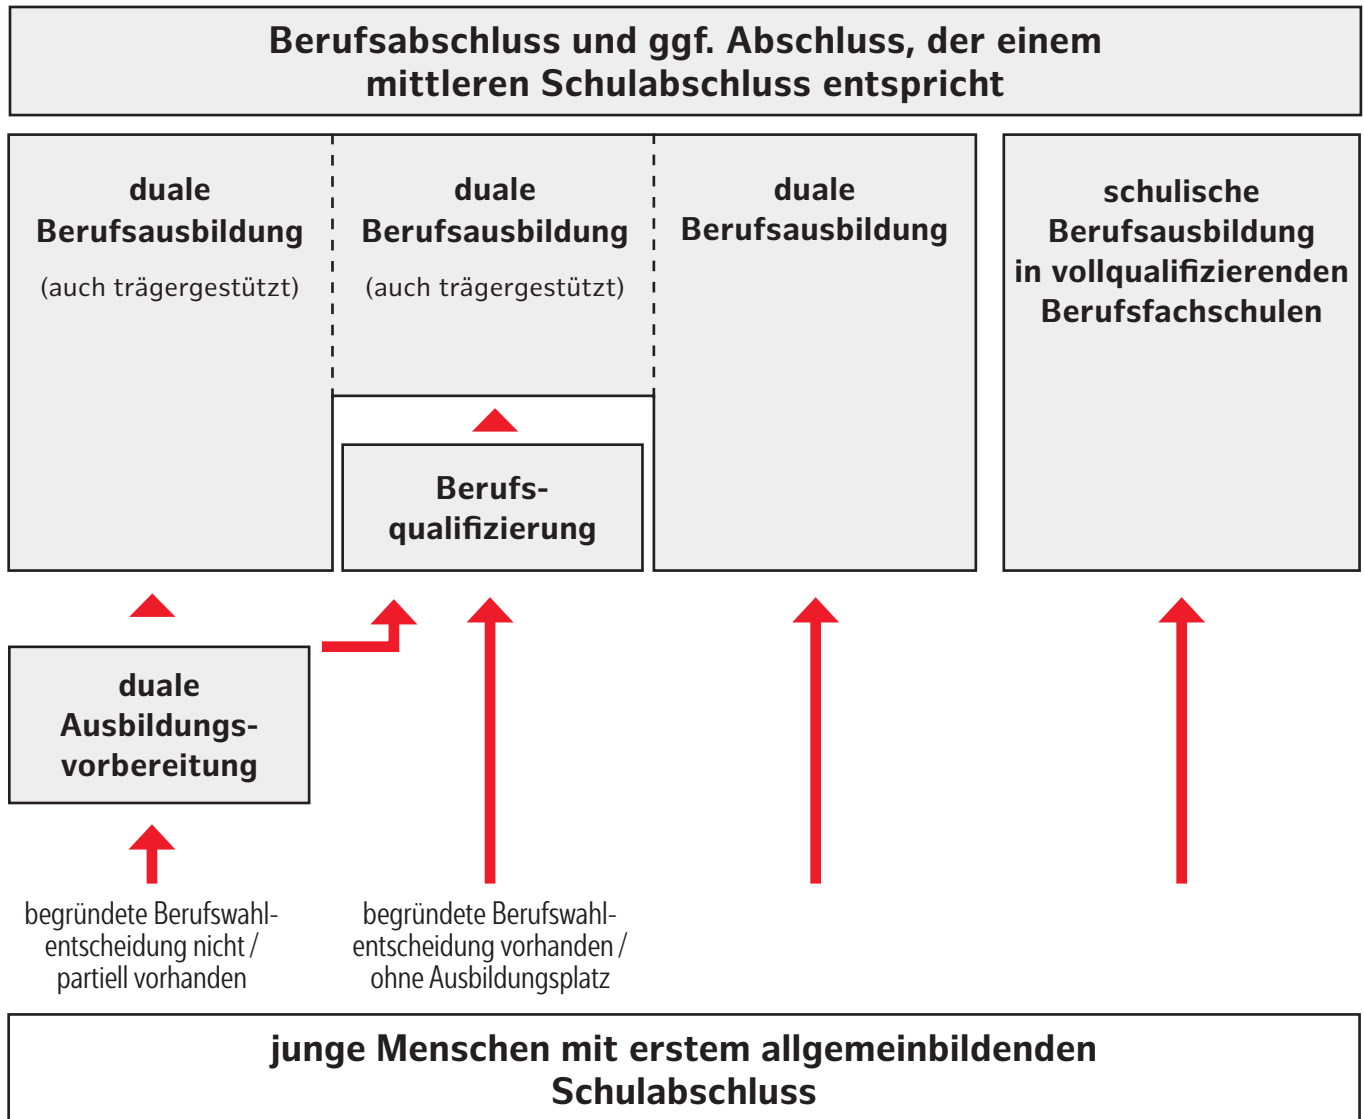 Berufsabschluss und ggf. Abschluss, der einem
mittleren Schulabschluss entspricht
duale
Berufsausbildung
(auch trägergestützt)
duale
Berufsausbildung
(auch trägergestützt)
duale
Berufsausbildung
schulische
Berufsausbildung
in vollqualifizierenden
Berufsfachschulen
Berufs-
qualifizierung
duale
Ausbildungs-
vorbereitung
begründete Berufswahl-
entscheidung nicht /
partiell vorhanden
begründete Berufswahl-
entscheidung vorhanden /
ohne Ausbildungsplatz
junge Menschen mit erstem allgemeinbildenden
Schulabschluss